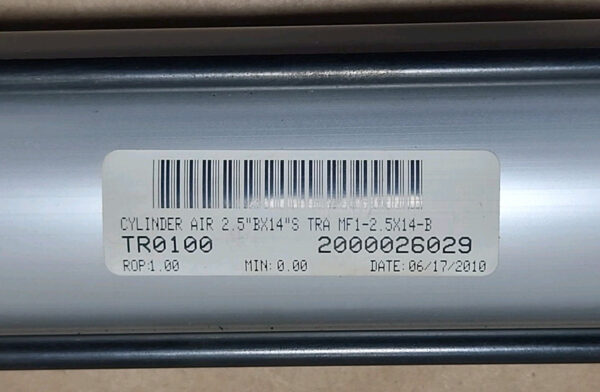 CYLINDER AIR 2.5"BX14"S TRA MF1-2.5X14-B
TR0100 2000026029
ROP:1.00 MIN:0.00 DATE:06/17/2010